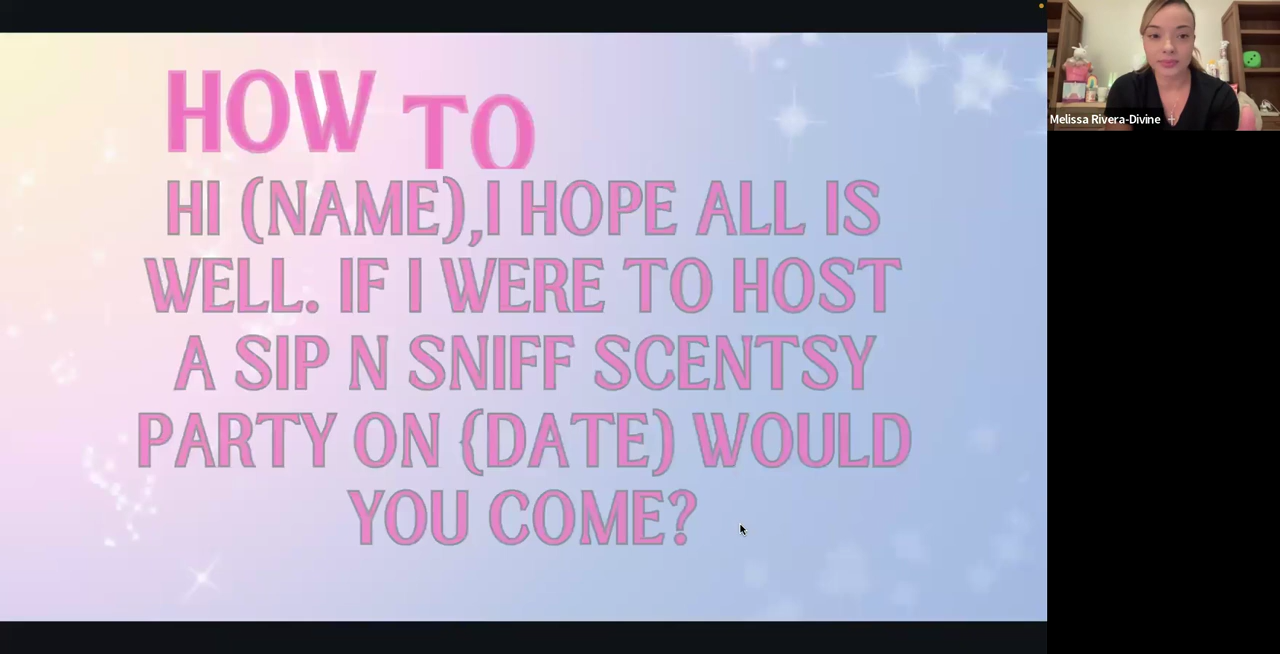 HOW TO
HI (NAME),I HOPE ALL IS
WELL. IF I WERE TO HOST
A SIP N SNIFF SCENTSY
PARTY ON {DATE) WOULD
YOU COME?
Melissa Rivera-Divine